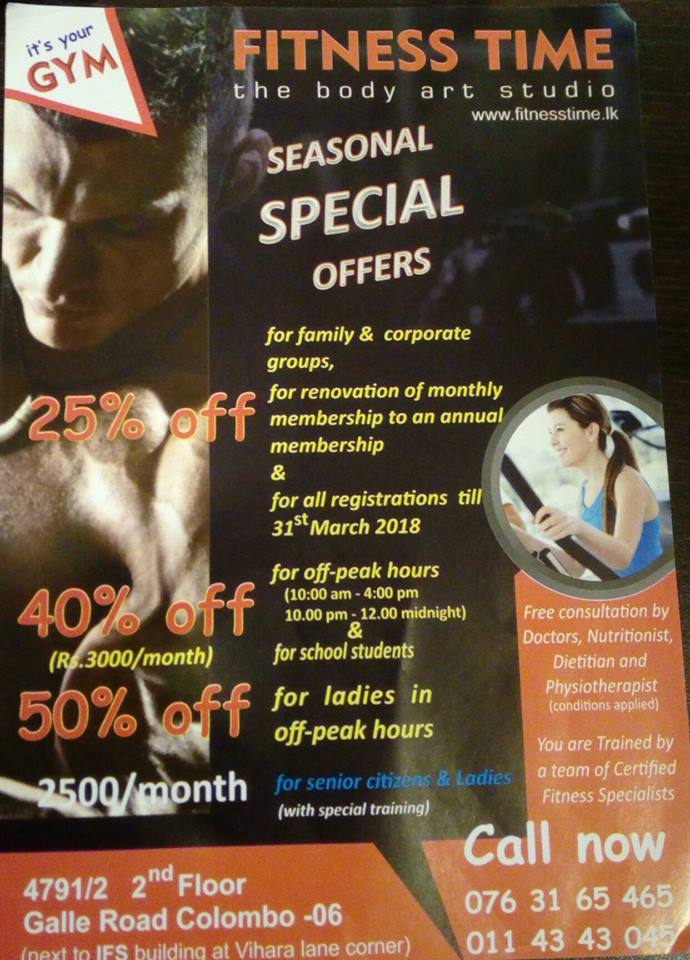 it's your
GYM
FITNESS TIME
the body art studio
www.fitnesstime.lk
SEASONAL
SPECIAL
OFFERS
for family & corporate
groups,
25% off
for renovation of monthly
membership to an annual
membership
&
for all registrations till
31st March 2018
40% off
(Rs.3000/month)
for off-peak hours
(10:00 am - 4:00 pm
10.00 pm - 12.00 midnight)
&
for school students
50% off
for ladies in
off-peak hours
2500/month
for senior citizens & Ladies
(with special training)
Free consultation by
Doctors, Nutritionist,
Dietitian and
Physiotherapist
(conditions applied)
You are Trained by
a team of Certified
Fitness Specialists
Call now
076 31 65 465
011 43 43 045
4791/2 2nd Floor
Galle Road Colombo -06
(next to IFS building at Vihara lane corner)